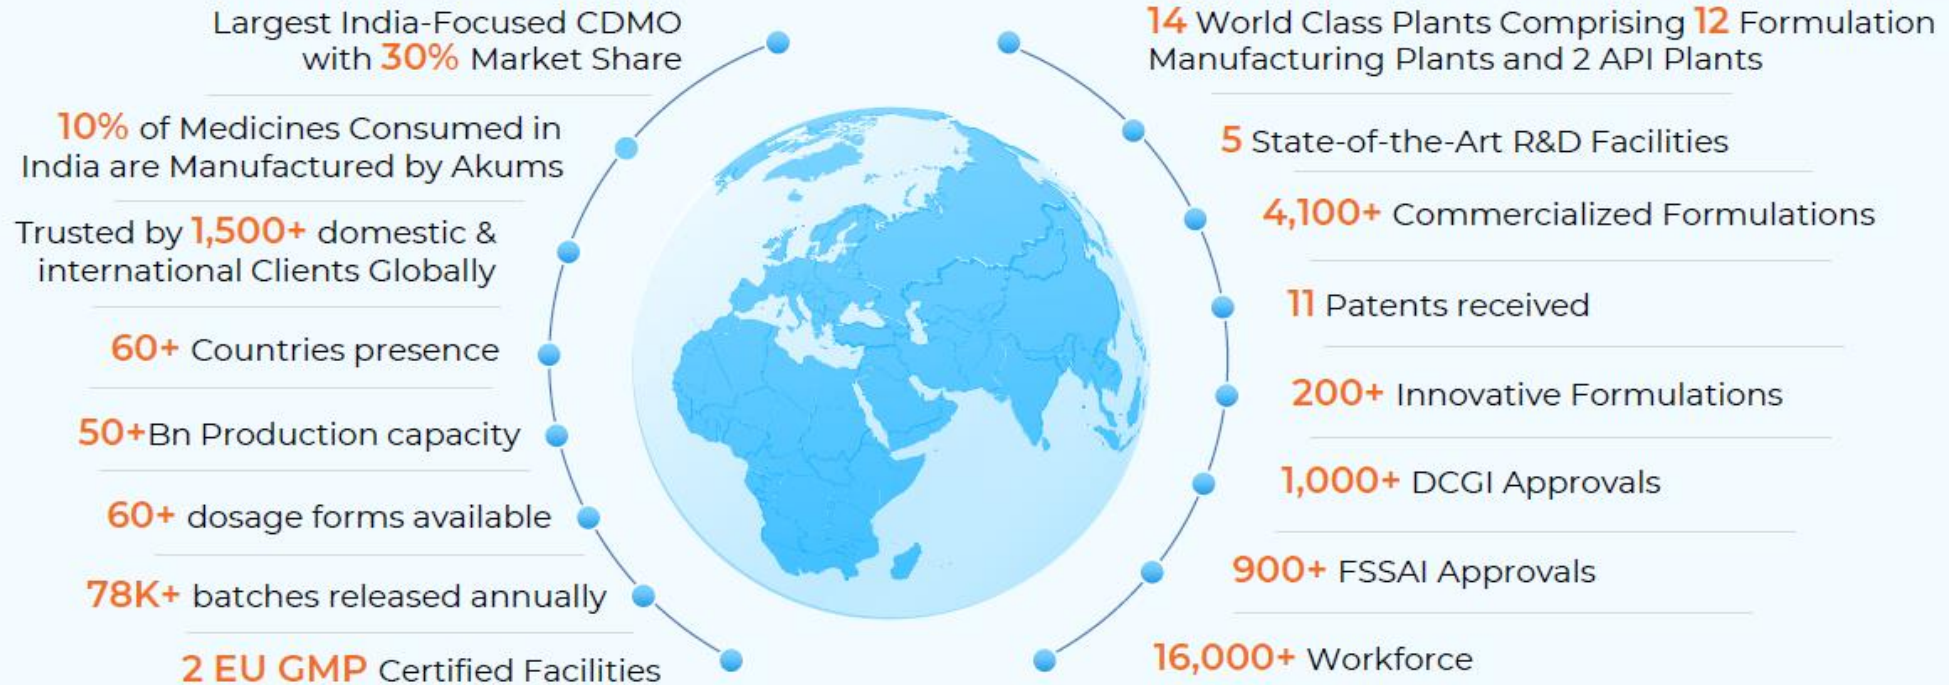 Largest India-Focused CDMO
with 30% Market Share
10% of Medicines Consumed in
India are Manufactured by Akums
Trusted by 1,500+ domestic &
international Clients Globally
60+ Countries presence
50+Bn Production capacity
60+ dosage forms available
78K+ batches released annually
2 EU GMP Certified Facilities
14 World Class Plants Comprising 12 Formulation
Manufacturing Plants and 2 API Plants
5 State-of-the-Art R&D Facilities
4,100+ Commercialized Formulations
11 Patents received
200+ Innovative Formulations
1,000+ DCGI Approvals
900+ FSSAI Approvals
16,000+ Workforce